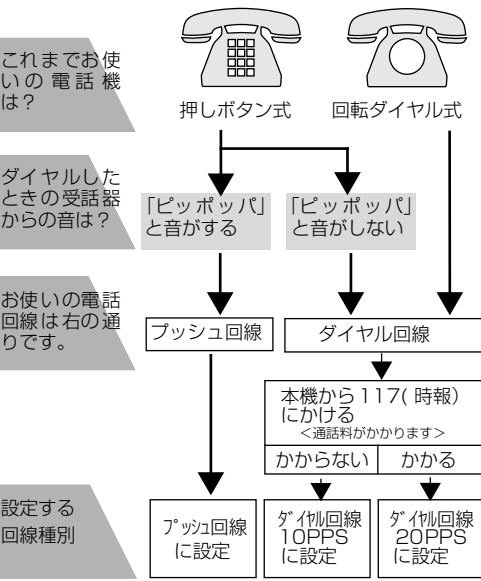 これまでお使
いの電話機
は？
押しボタン式
回転ダイヤル式
ダイヤルした
ときの受話器
からの音は？
「ピッポッパ」
と音がする
「ピッポッパ」
と音がしない
お使いの電話
回線は右の通
りです。
プッシュ回線
ダイヤル回線
本機から117(時報）
にかける
＜通話料がかかります＞
かからない
かかる
設定する
回線種別
プッシュ回線
に設定
ダイヤル回線
10PPS
に設定
ダイヤル回線
20PPS
に設定